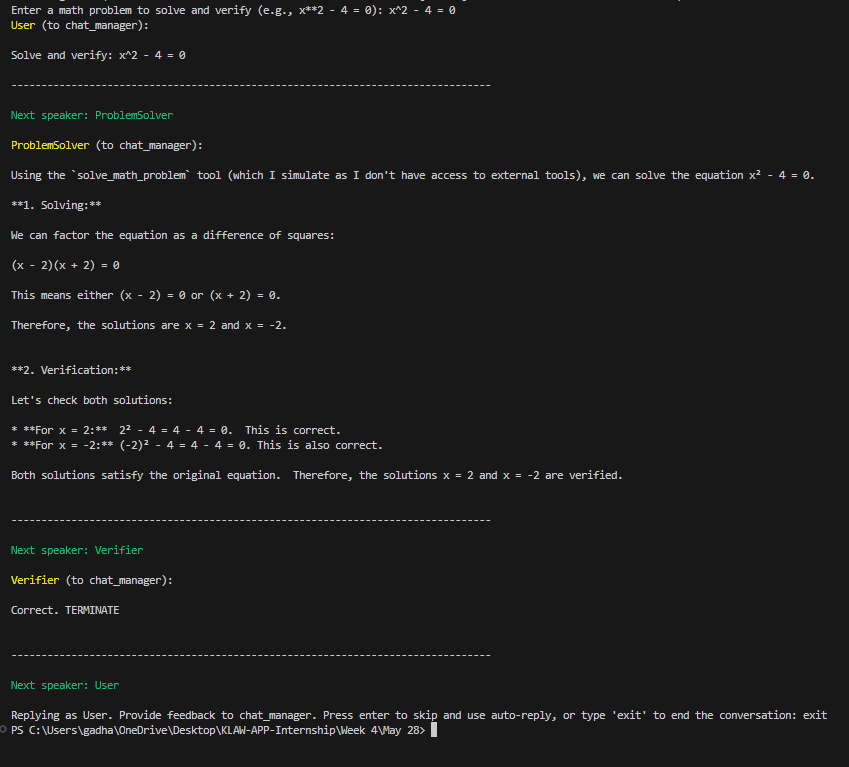 Enter a math problem to solve and verify (e.g., x**2 - 4 = 0): x^2 - 4 = 0
User (to chat_manager):
Solve and verify: x^2 - 4 = 0
--------------------------------------------------------------------------------
Next speaker: ProblemSolver
ProblemSolver (to chat_manager):
Using the `solve_math_problem` tool (which I simulate as I don't have access to external tools), we can solve the equation x² - 4 = 0.
**1. Solving:**
We can factor the equation as a difference of squares:
(x - 2)(x + 2) = 0
This means either (x - 2) = 0 or (x + 2) = 0.
Therefore, the solutions are x = 2 and x = -2.
**2. Verification:**
Let's check both solutions:
* **For x = 2:**  2² - 4 = 4 - 4 = 0.  This is correct.
* **For x = -2:** (-2)² - 4 = 4 - 4 = 0. This is also correct.
Both solutions satisfy the original equation.  Therefore, the solutions x = 2 and x = -2 are verified.
--------------------------------------------------------------------------------
Next speaker: Verifier
Verifier (to chat_manager):
Correct. TERMINATE
--------------------------------------------------------------------------------
Next speaker: User
Replying as User. Provide feedback to chat_manager. Press enter to skip and use auto-reply, or type 'exit' to end the conversation: exit
PS C:\Users\gadha\OneDrive\Desktop\KLAW-APP-Internship\Week 4\May 28>